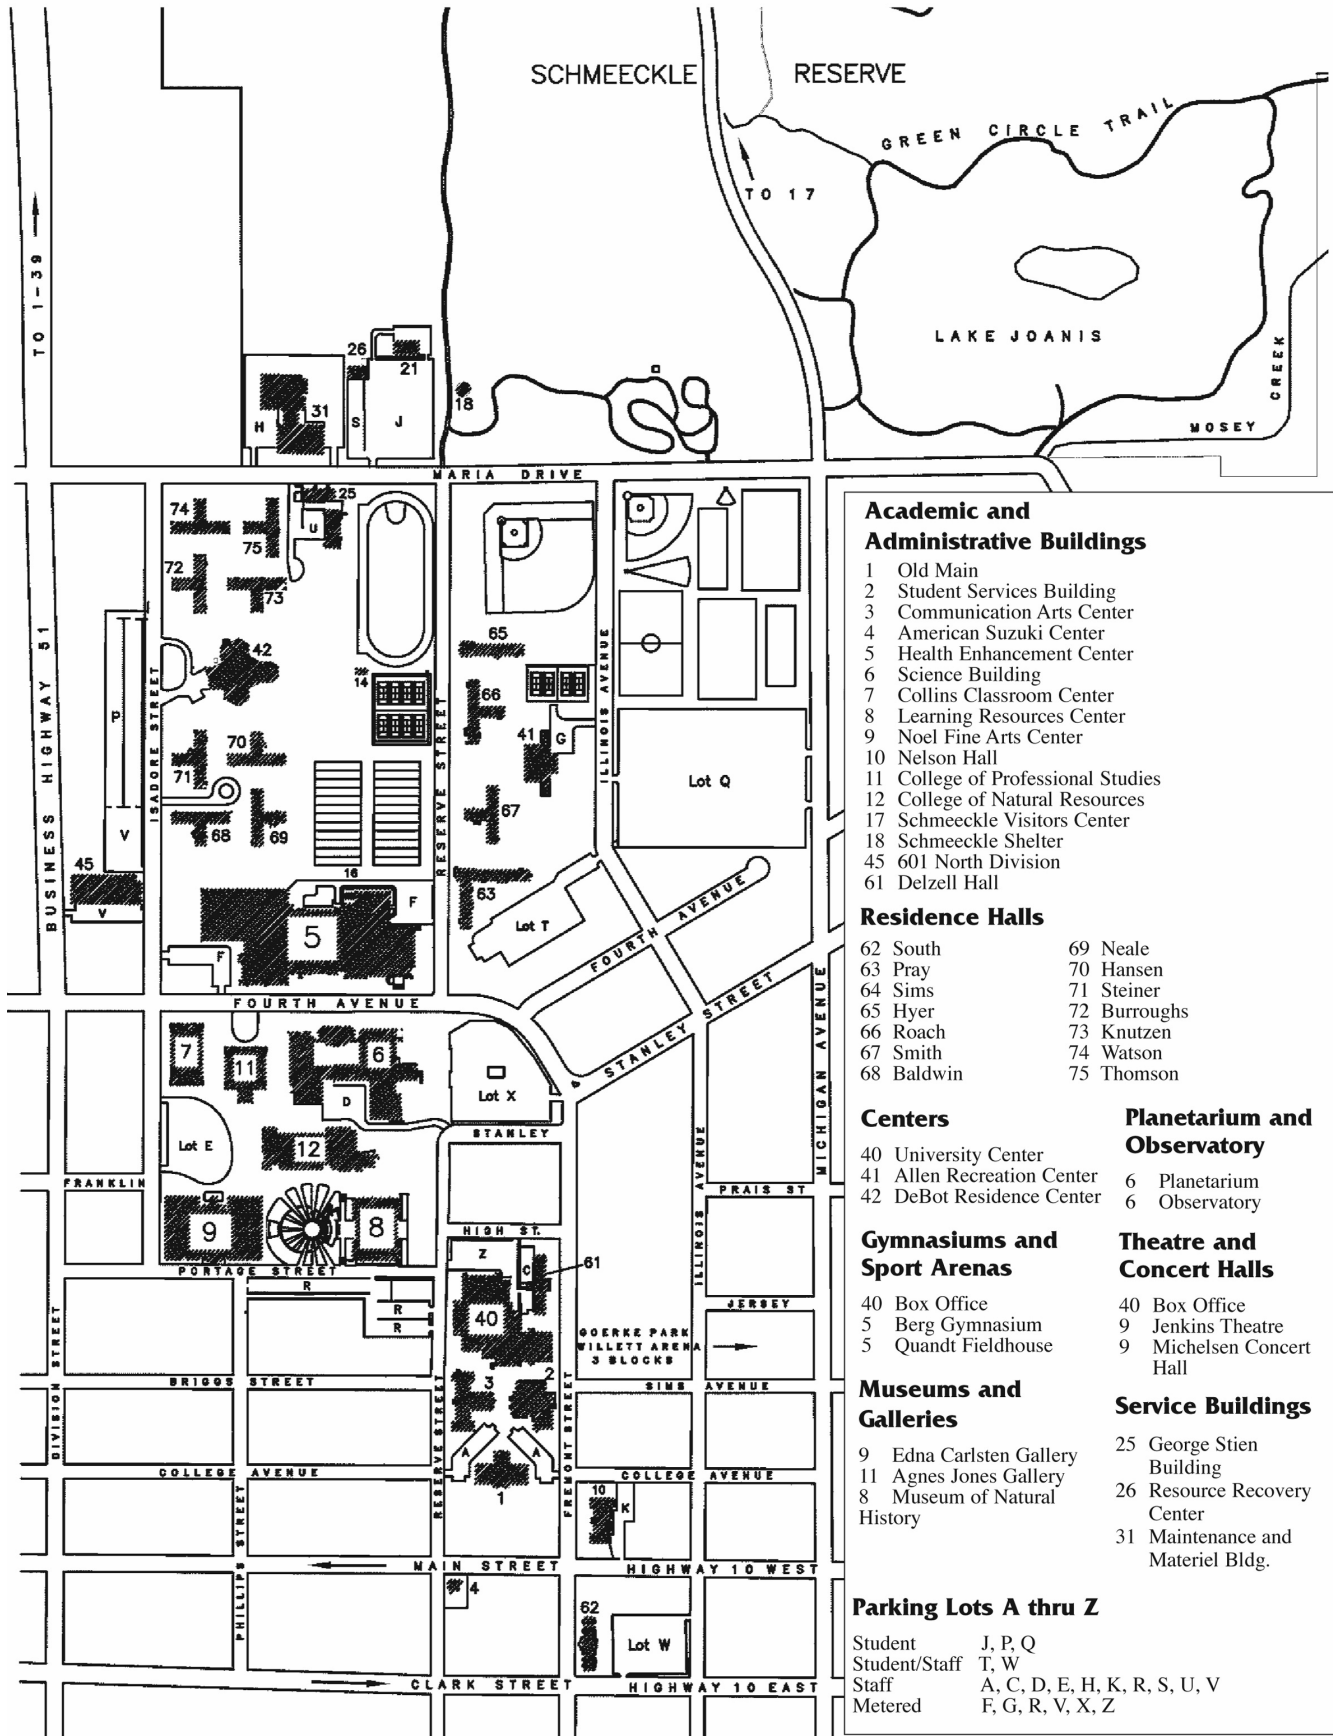 SCHMEECKLE RESERVE
GREEN CIRCLE TRAIL
TO 17
TO I-39
LAKE JOANIS
MOSEY
CREEK
26
21
31
H
S
J
18
MARIA DRIVE
74
25
U
75
72
73
65
42
14
66
41
G
Lot Q
P
70
71
67
68
69
V
45
V
16
63
F
Lot T
5
F
BUSINESS HIGHWAY 51
ISADORE STREET
RESERVE STREET
ILLINOIS AVENUE
FOURTH AVENUE
FOURTH AVENUE
STANLEY STREET
MICHIGAN AVENUE
7
11
6
D
Lot X
STANLEY
Lot E
12
FRANKLIN
ILLINOIS AVENUE
PRAIS ST
9
8
HIGH ST.
PORTAGE STREET
Z
C
61
R
R
R
40
JERSEY
GOERKE PARK
WILLETT ARENA
3 BLOCKS
DIVISION STREET
BRIGGS STREET
3
2
SIMS AVENUE
RESERVE STREET
FREMONT STREET
A
A
COLLEGE AVENUE
1
COLLEGE AVENUE
10
K
PHILLIPS STREET
MAIN STREET
HIGHWAY 10 WEST
4
62
Lot W
CLARK STREET
HIGHWAY 10 EAST
Academic and
Administrative Buildings
1 Old Main
2 Student Services Building
3 Communication Arts Center
4 American Suzuki Center
5 Health Enhancement Center
6 Science Building
7 Collins Classroom Center
8 Learning Resources Center
9 Noel Fine Arts Center
10 Nelson Hall
11 College of Professional Studies
12 College of Natural Resources
17 Schmeeckle Visitors Center
18 Schmeeckle Shelter
45 601 North Division
61 Delzell Hall
Residence Halls
62 South
63 Pray
64 Sims
65 Hyer
66 Roach
67 Smith
68 Baldwin
69 Neale
70 Hansen
71 Steiner
72 Burroughs
73 Knutzen
74 Watson
75 Thomson
Centers
40 University Center
41 Allen Recreation Center
42 DeBot Residence Center
Planetarium and
Observatory
6 Planetarium
6 Observatory
Gymnasiums and
Sport Arenas
40 Box Office
5 Berg Gymnasium
5 Quandt Fieldhouse
Theatre and
Concert Halls
40 Box Office
9 Jenkins Theatre
9 Michelsen Concert
Hall
Museums and
Galleries
9 Edna Carlsten Gallery
11 Agnes Jones Gallery
8 Museum of Natural
History
Service Buildings
25 George Stien
Building
26 Resource Recovery
Center
31 Maintenance and
Materiel Bldg.
Parking Lots A thru Z
Student J, P, Q
Student/Staff T, W
Staff A, C, D, E, H, K, R, S, U, V
Metered F, G, R, V, X, Z